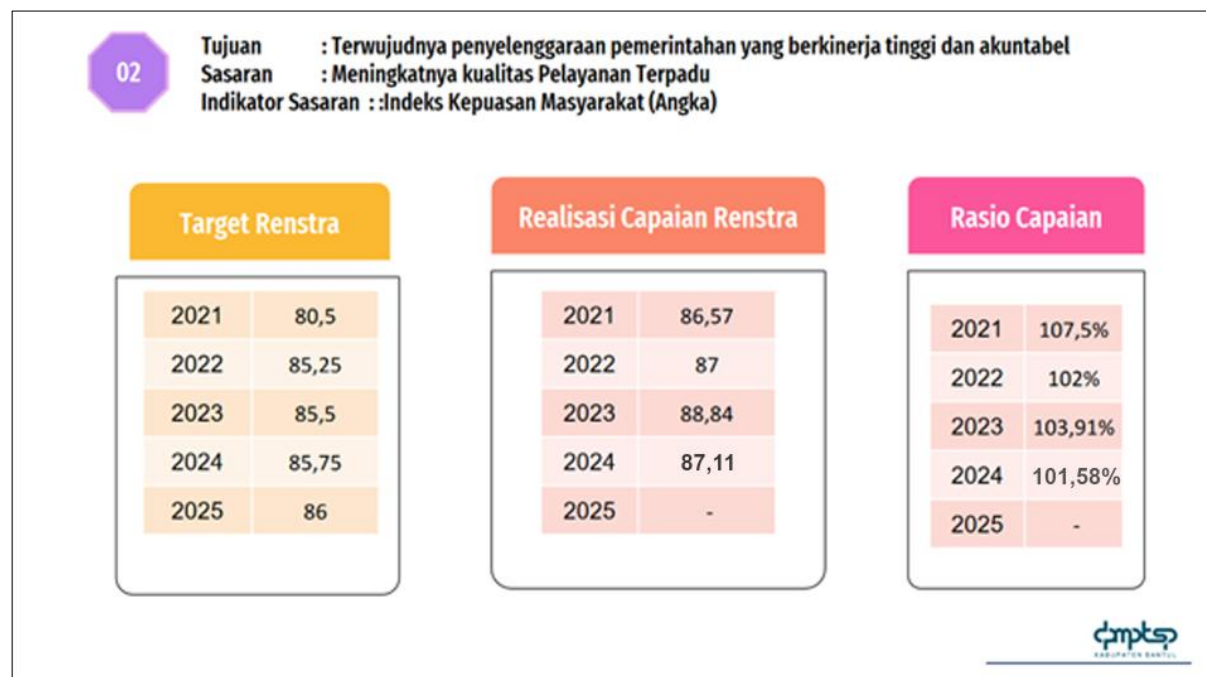 02
Tujuan : Terwujudnya penyelenggaraan pemerintahan yang berkinerja tinggi dan akuntabel
Sasaran : Meningkatnya kualitas Pelayanan Terpadu
Indikator Sasaran : :Indeks Kepuasan Masyarakat (Angka)
Target Renstra
2021 80,5
2022 85,25
2023 85,5
2024 85,75
2025 86
Realisasi Capaian Renstra
2021 86,57
2022 87
2023 88,84
2024 87,11
2025 -
Rasio Capaian
2021 107,5%
2022 102%
2023 103,91%
2024 101,58%
2025 -
dpmptsp
KABUPATEN BANTUL